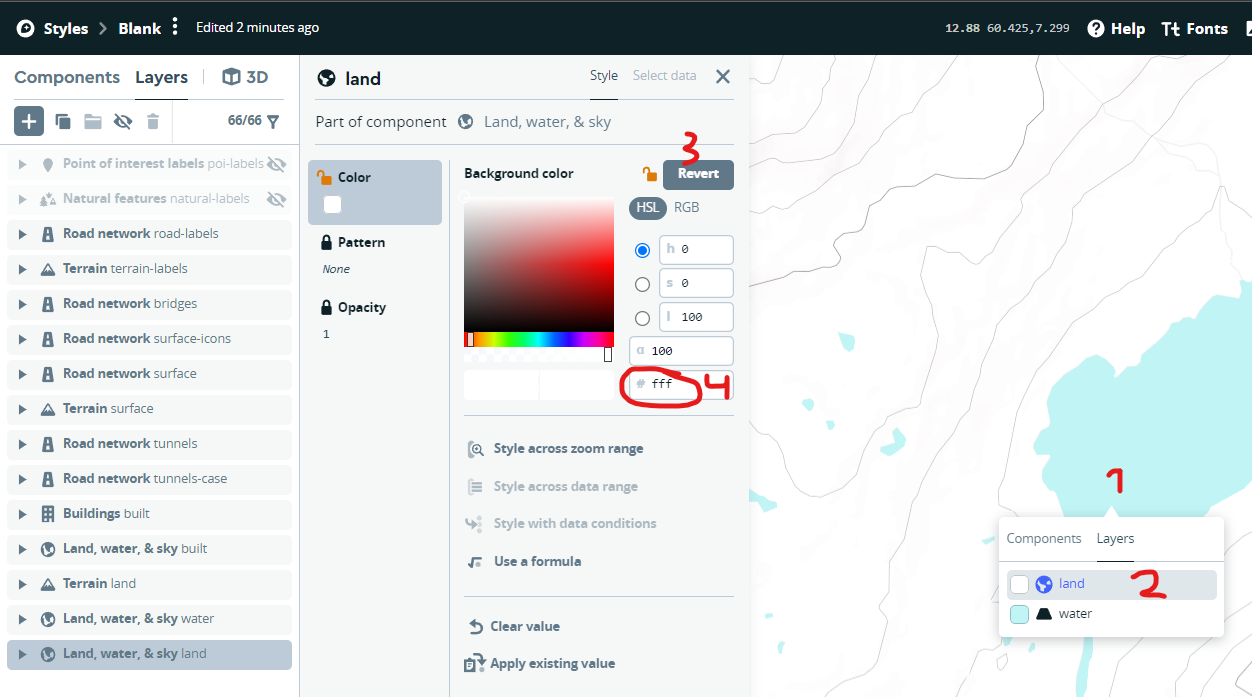 Styles > Blank Edited 2 minutes ago 12.88 60.425,7.299 Help Tt Fonts
Components Layers 3D
66/66
Point of interest labels poi-labels
Natural features natural-labels
Road network road-labels
Terrain terrain-labels
Road network bridges
Road network surface-icons
Road network surface
Terrain surface
Road network tunnels
Road network tunnels-case
Buildings built
Land, water, & sky built
Terrain land
Land, water, & sky water
Land, water, & sky land
land Style Select data
Part of component Land, water, & sky
3
Color
Pattern
None
Opacity
1
Background color Revert
HSL RGB
h 0
s 0
l 100
a 100
# fff 4
Style across zoom range
Style across data range
Style with data conditions
Use a formula
Clear value
Apply existing value
1
Components Layers
land 2
water